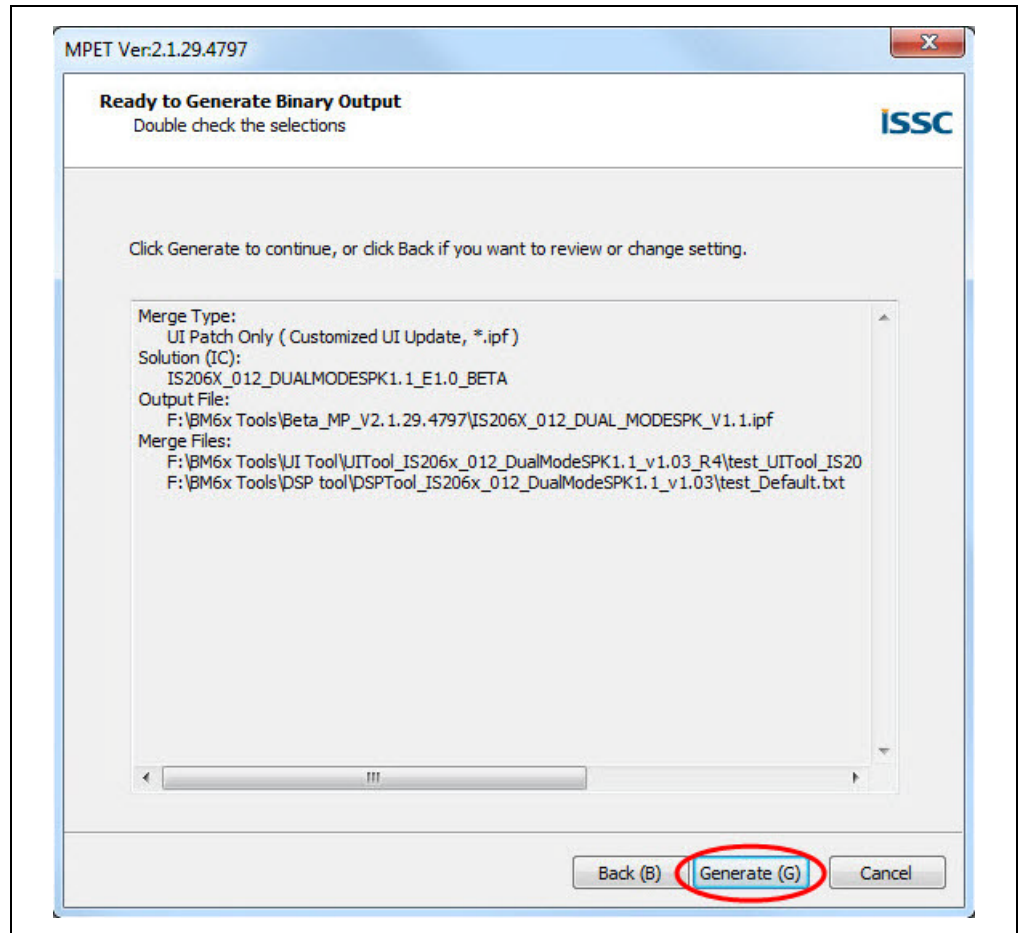 MPET Ver:2.1.29.4797
Ready to Generate Binary Output
Double check the selections
ISSC
Click Generate to continue, or click Back if you want to review or change setting.
Merge Type:
UI Patch Only ( Customized UI Update, *.ipf )
Solution (IC):
IS206X_012_DUALMODESPK1.1_E1.0_BETA
Output File:
F:\BM6x Tools\Beta_MP_V2.1.29.4797\IS206X_012_DUAL_MODESPK_V1.1.ipf
Merge Files:
F:\BM6x Tools\UI Tool\UITool_IS206x_012_DualModeSPK1.1_v1.03_R4\test_UITool_IS20
F:\BM6x Tools\DSP tool\DSPTool_IS206x_012_DualModeSPK1.1_v1.03\test_Default.txt
Back (B) Generate (G) Cancel